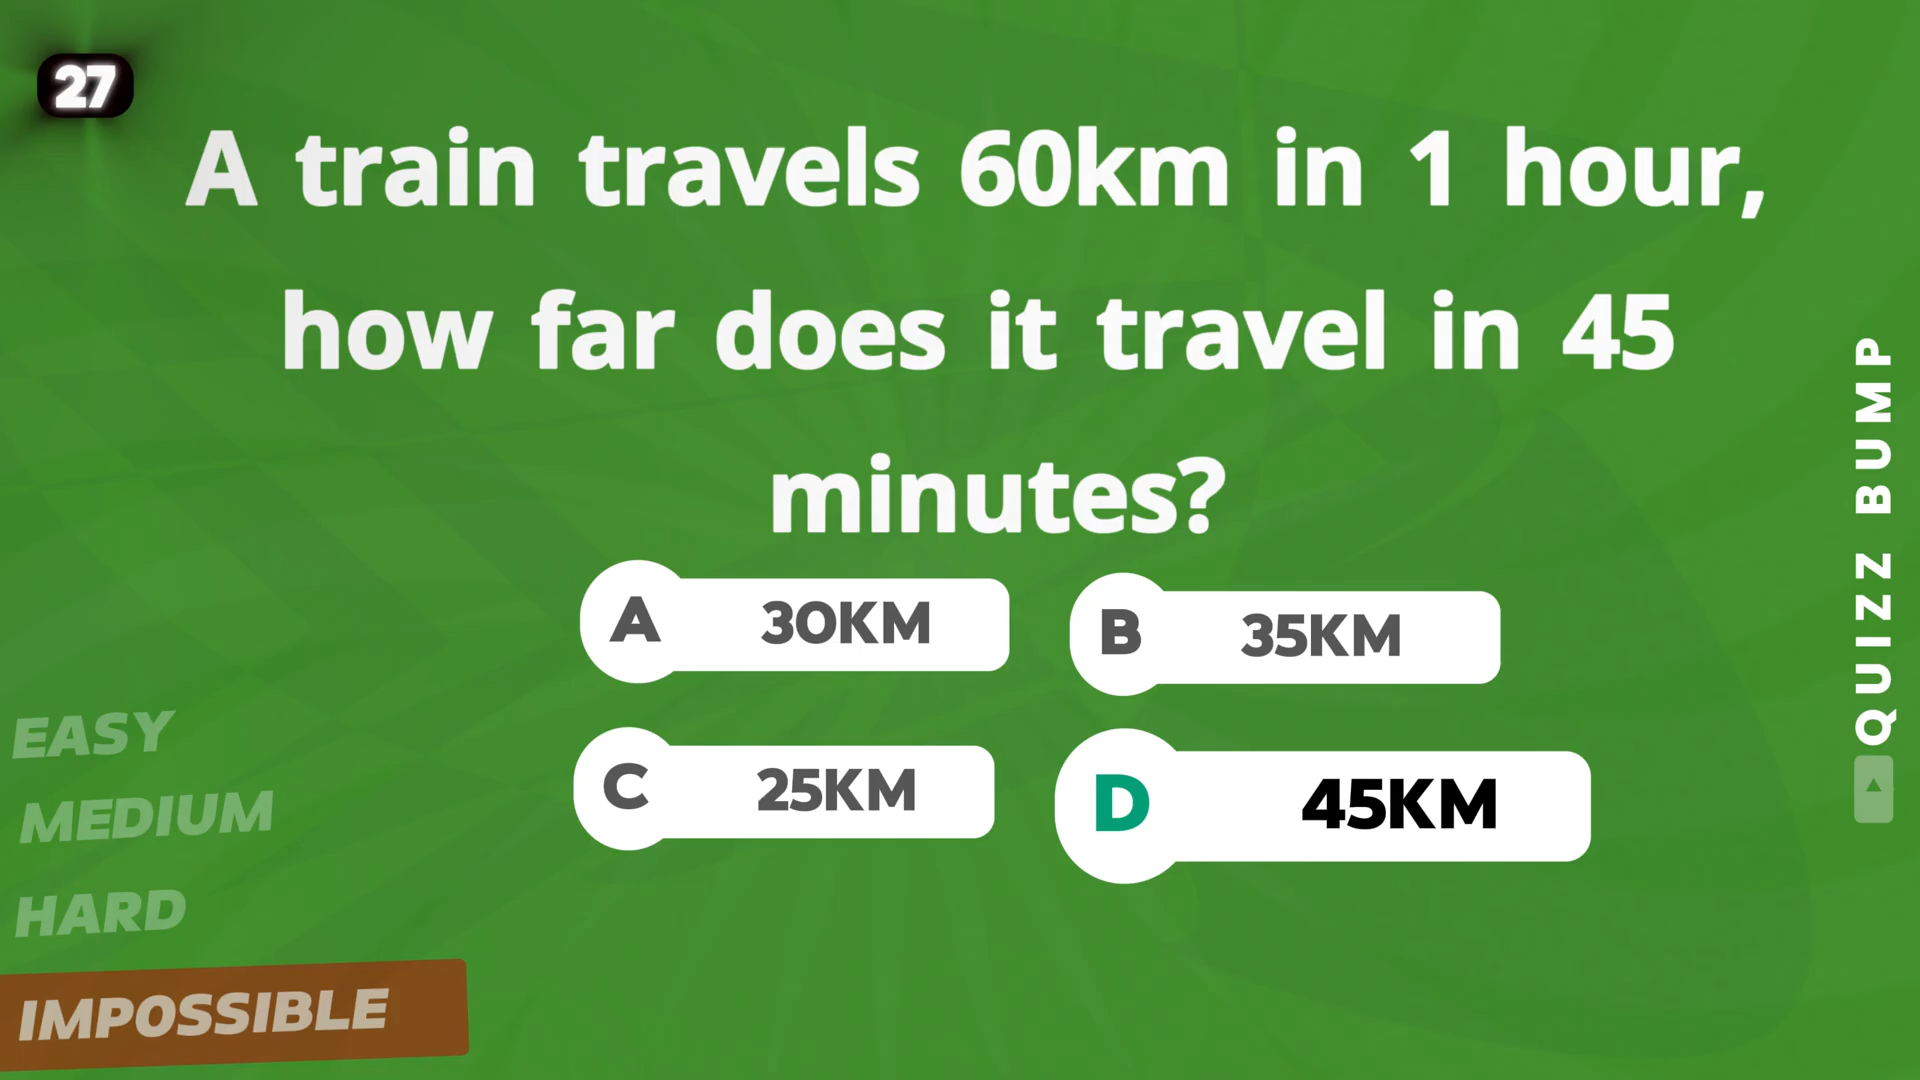 27
A train travels 60km in 1 hour,
how far does it travel in 45
minutes?
A 30KM
B 35KM
C 25KM
D 45KM
EASY
MEDIUM
HARD
IMPOSSIBLE
QUIZZ BUMP